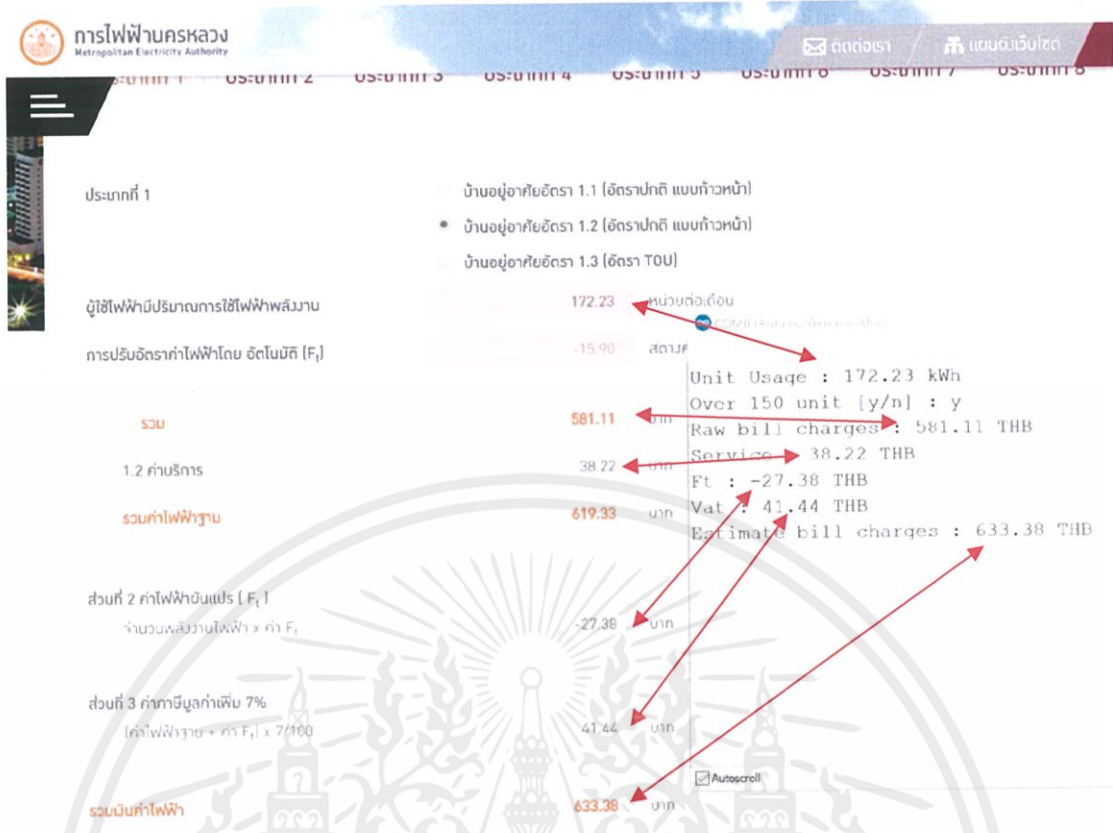 การไฟฟ้านครหลวง
Metropolitan Electricity Authority
ติดต่อเรา
แผนผังเว็บไซต์
ประเภทที่ 1 ประเภทที่ 2 ประเภทที่ 3 ประเภทที่ 4 ประเภทที่ 5 ประเภทที่ 6 ประเภทที่ 7 ประเภทที่ 8
ประเภทที่ 1
บ้านอยู่อาศัยอัตรา 1.1 (อัตราปกติ แบบก้าวหน้า)
บ้านอยู่อาศัยอัตรา 1.2 (อัตราปกติ แบบก้าวหน้า)
บ้านอยู่อาศัยอัตรา 1.3 (อัตรา TOU)
ผู้ใช้ไฟฟ้ามีปริมาณการใช้ไฟฟ้าพลังงาน 172.23 หน่วยต่อเดือน
การปรับอัตราค่าไฟฟ้าโดย อัตโนมัติ (Ft) -15.90
Unit Usage : 172.23 kWh
Over 150 unit [y/n] : y
รวม 581.11 บาท
Raw bill charges : 581.11 THB
1.2 ค่าบริการ 38.22 บาท
Service : 38.22 THB
Ft : -27.38 THB
รวมค่าไฟฟ้าฐาน 619.33 บาท
Vat : 41.44 THB
Estimate bill charges : 633.38 THB
ส่วนที่ 2 ค่าไฟฟ้าผันแปร ( Ft )
จำนวนพลังงานไฟฟ้า x ค่า Ft -27.38 บาท
ส่วนที่ 3 ค่าภาษีมูลค่าเพิ่ม 7%
(ค่าไฟฟ้าฐาน + ค่า Ft) x 7/100 41.44 บาท
Autoscroll
รวมเงินค่าไฟฟ้า 633.38 บาท